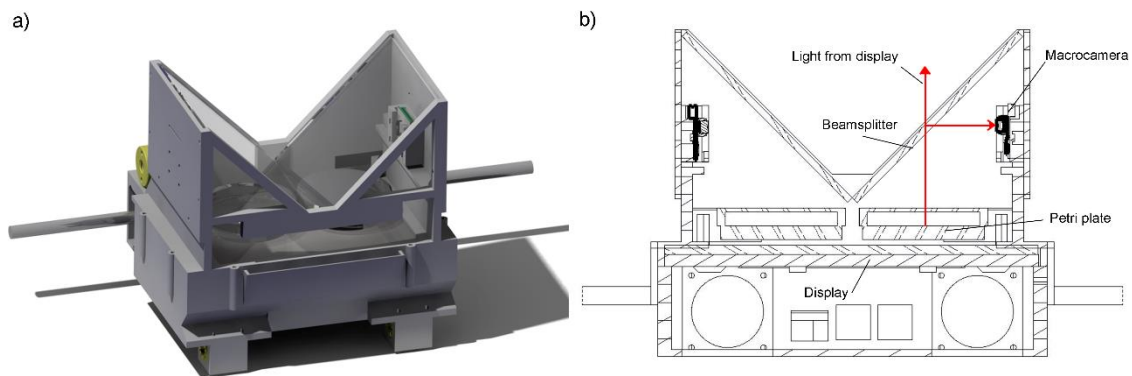 a)
b)
Light from display
Macrocamera
Beamsplitter
Petri plate
Display